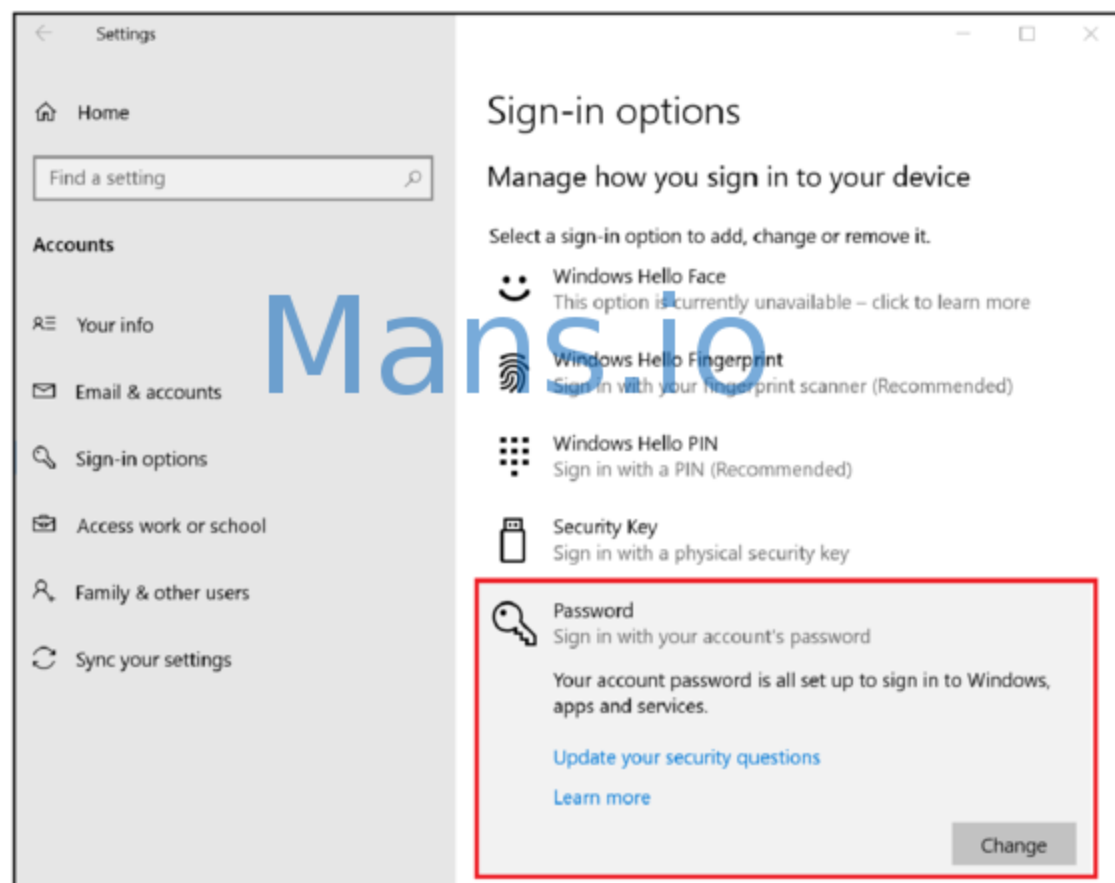 Settings
Home
Find a setting
Accounts
Your info
Email & accounts
Sign-in options
Access work or school
Family & other users
Sync your settings
Sign-in options
Manage how you sign in to your device
Select a sign-in option to add, change or remove it.
Windows Hello Face
This option is currently unavailable – click to learn more
Windows Hello Fingerprint
Sign in with your fingerprint scanner (Recommended)
Windows Hello PIN
Sign in with a PIN (Recommended)
Security Key
Sign in with a physical security key
Password
Sign in with your account's password
Your account password is all set up to sign in to Windows,
apps and services.
Update your security questions
Learn more
Change
Mans.io